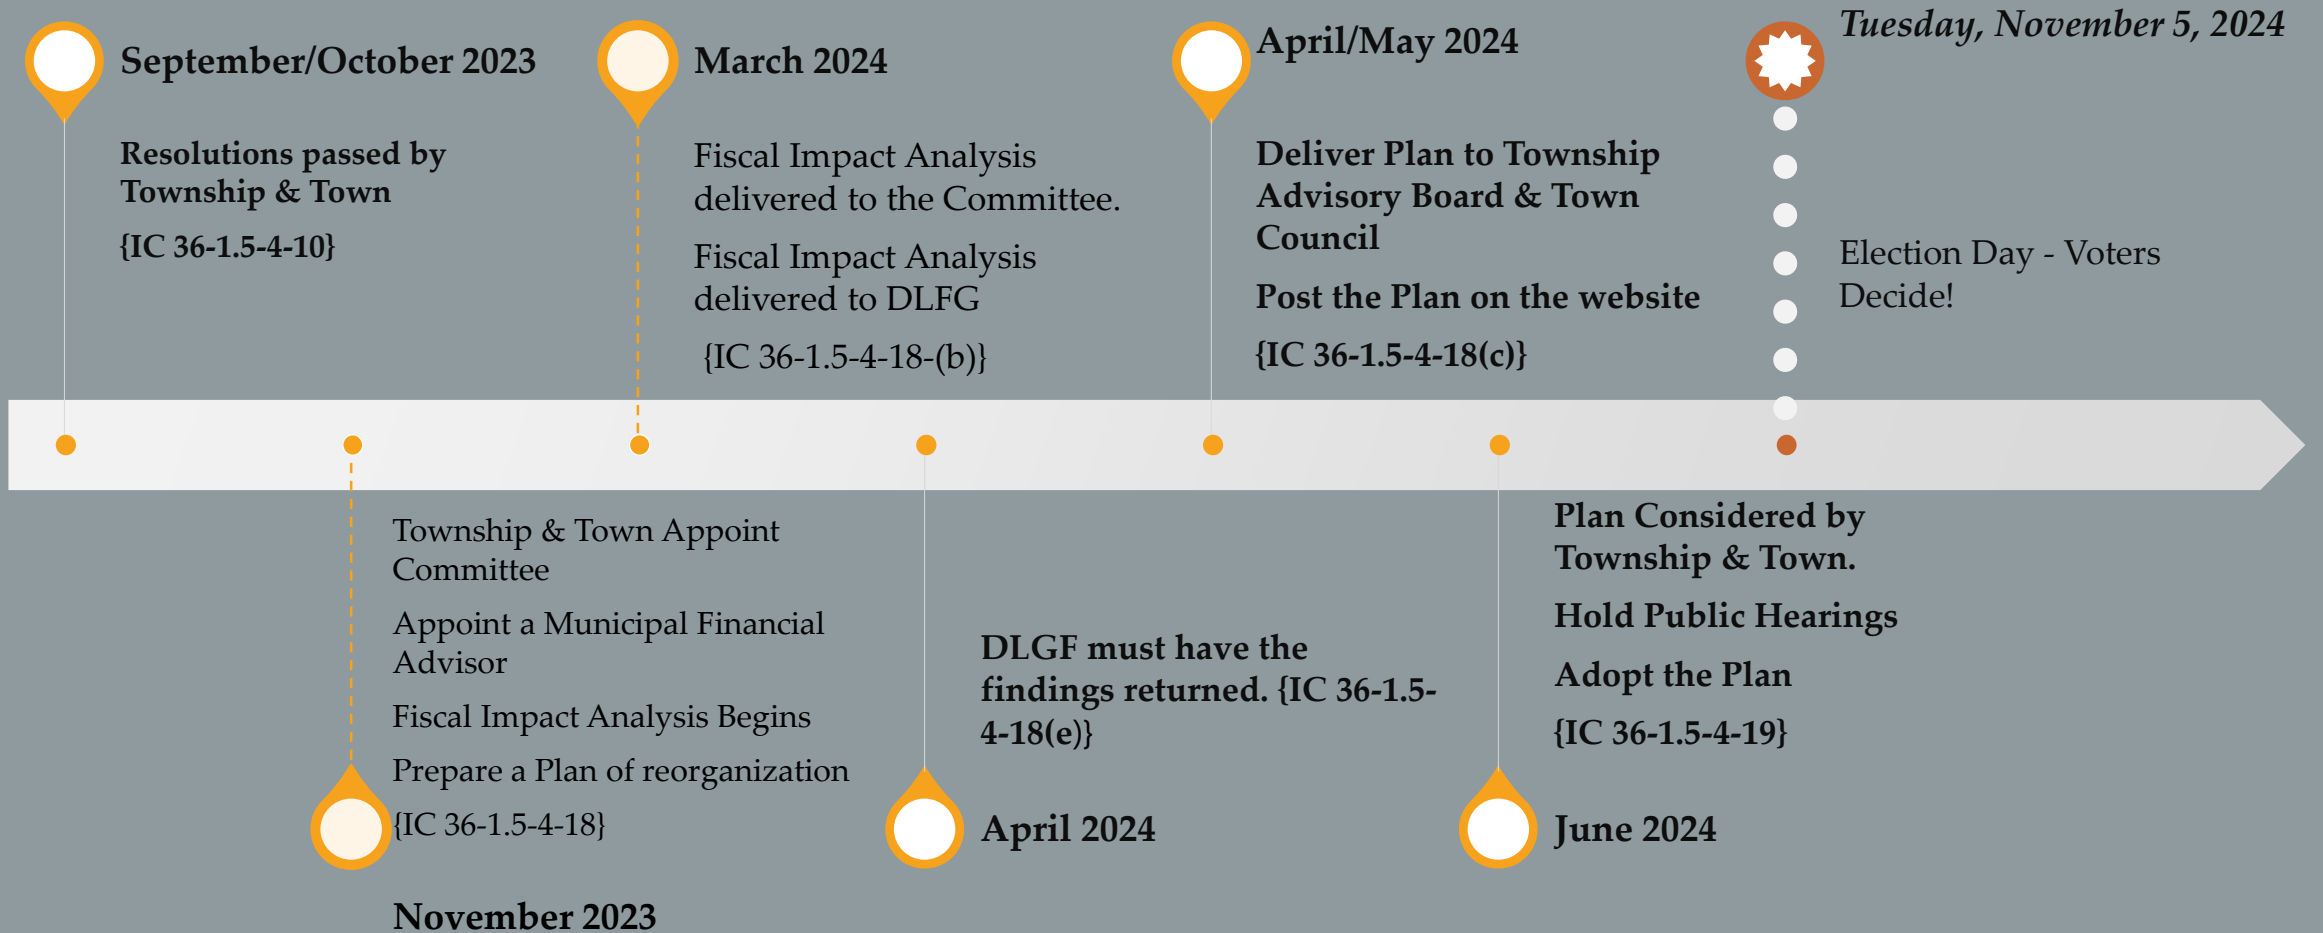 September/October 2023
Resolutions passed by
Township & Town
{IC 36-1.5-4-10}
Township & Town Appoint
Committee
Appoint a Municipal Financial
Advisor
Fiscal Impact Analysis Begins
Prepare a Plan of reorganization
{IC 36-1.5-4-18}
November 2023
March 2024
Fiscal Impact Analysis
delivered to the Committee.
Fiscal Impact Analysis
delivered to DLFG
{IC 36-1.5-4-18-(b)}
DLGF must have the
findings returned. {IC 36-1.5-
4-18(e)}
April 2024
April/May 2024
Deliver Plan to Township
Advisory Board & Town
Council
Post the Plan on the website
{IC 36-1.5-4-18(c)}
Plan Considered by
Township & Town.
Hold Public Hearings
Adopt the Plan
{IC 36-1.5-4-19}
June 2024
Tuesday, November 5, 2024
Election Day - Voters
Decide!